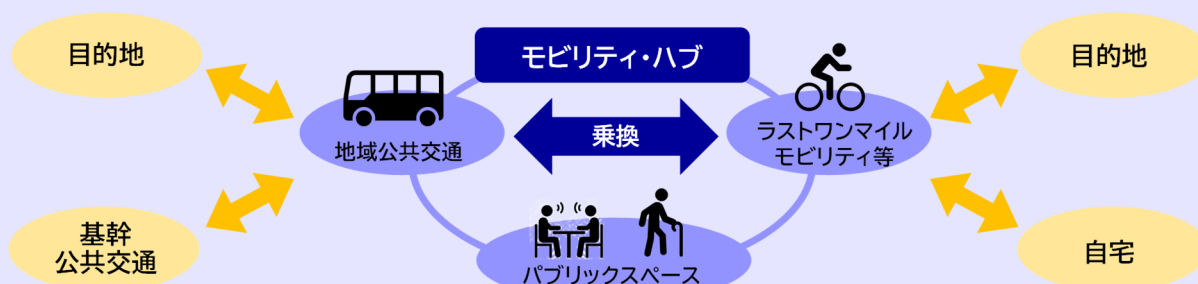 目的地
モビリティ・ハブ
目的地
地域公共交通
乗換
ラストワンマイル
モビリティ等
基幹
公共交通
パブリックスペース
自宅